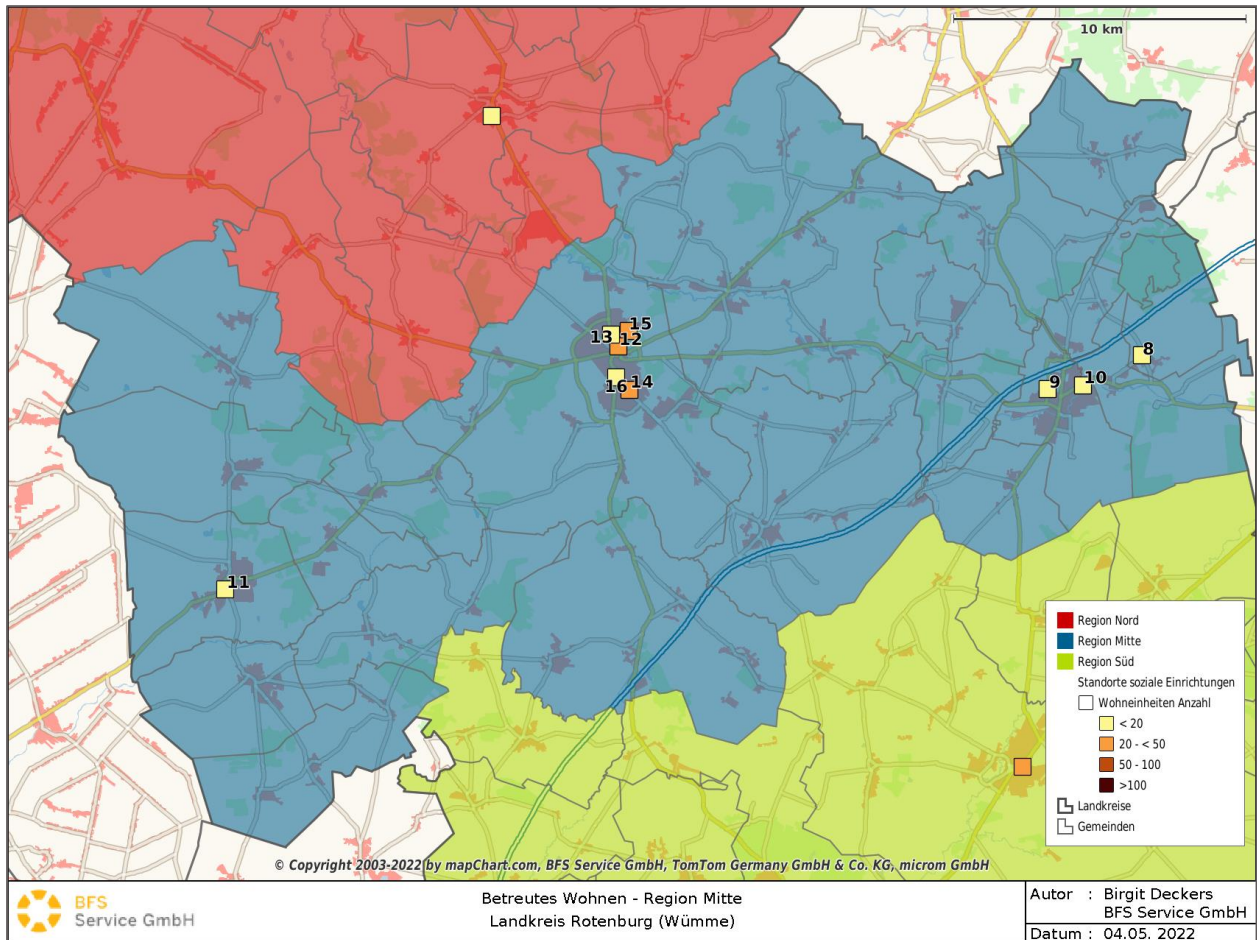 10 km
15
13
12
16
14
8
9
10
11
Region Nord
Region Mitte
Region Süd
Standorte soziale Einrichtungen
Wohneinheiten Anzahl
< 20
20 - < 50
50 - 100
>100
Landkreise
Gemeinden
© Copyright 2003-2022 by mapChart.com, BFS Service GmbH, TomTom Germany GmbH & Co. KG, microm GmbH
BFS
Service GmbH
Betreutes Wohnen - Region Mitte
Landkreis Rotenburg (Wümme)
Autor : Birgit Deckers
BFS Service GmbH
Datum : 04.05. 2022